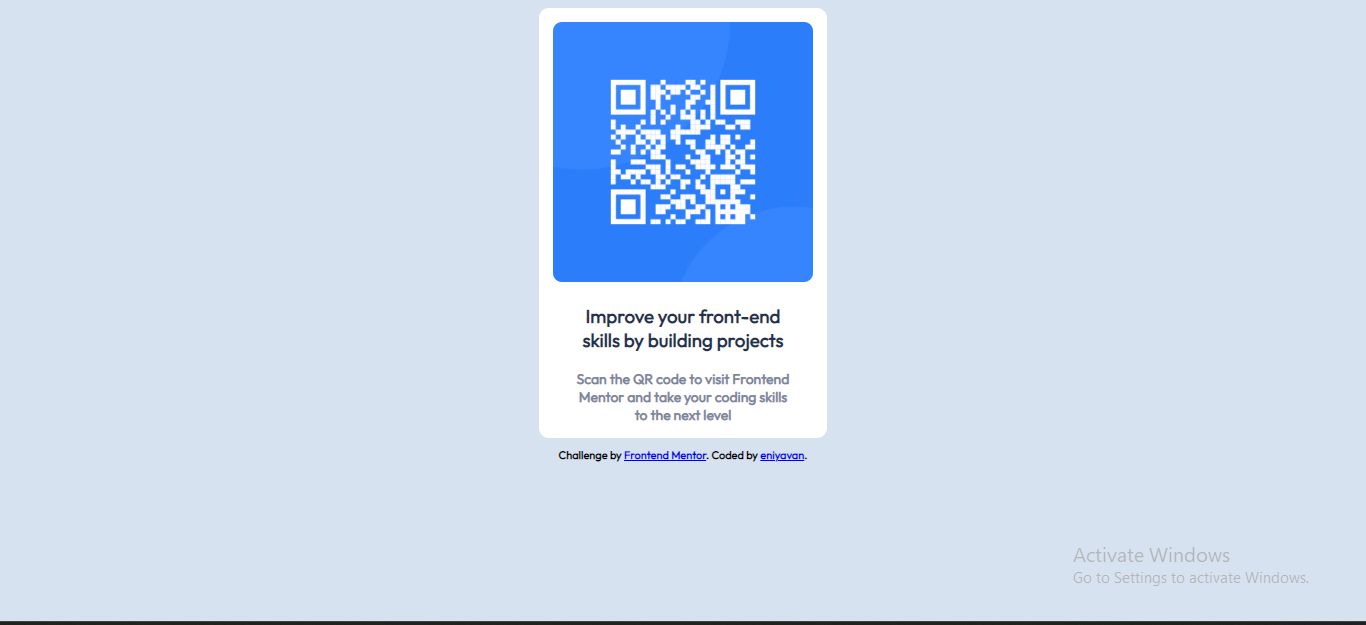 Improve your front-end
skills by building projects
Scan the QR code to visit Frontend
Mentor and take your coding skills
to the next level
Challenge by Frontend Mentor. Coded by eniyavan.
Activate Windows
Go to Settings to activate Windows.